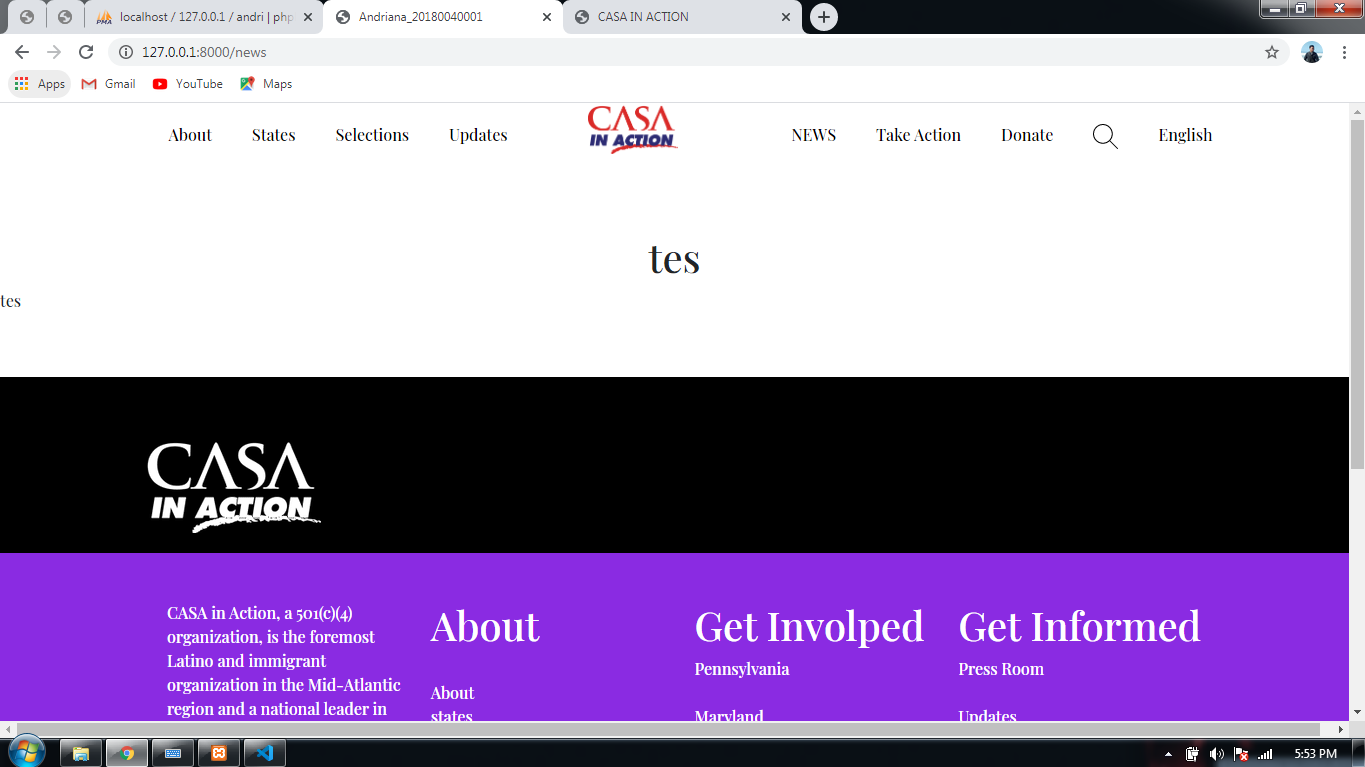 localhost / 127.0.0.1 / andri | php
Andriana_20180040001
CASA IN ACTION
127.0.0.1:8000/news
Apps
Gmail
YouTube
Maps
About
States
Selections
Updates
CASA
IN ACTION
NEWS
Take Action
Donate
English
tes
tes
CASA
IN ACTION
CASA in Action, a 501(c)(4)
organization, is the foremost
Latino and immigrant
organization in the Mid-Atlantic
region and a national leader in
About
About
states
Get Involped
Pennsylvania
Maryland
Get Informed
Press Room
Updates
5:53 PM